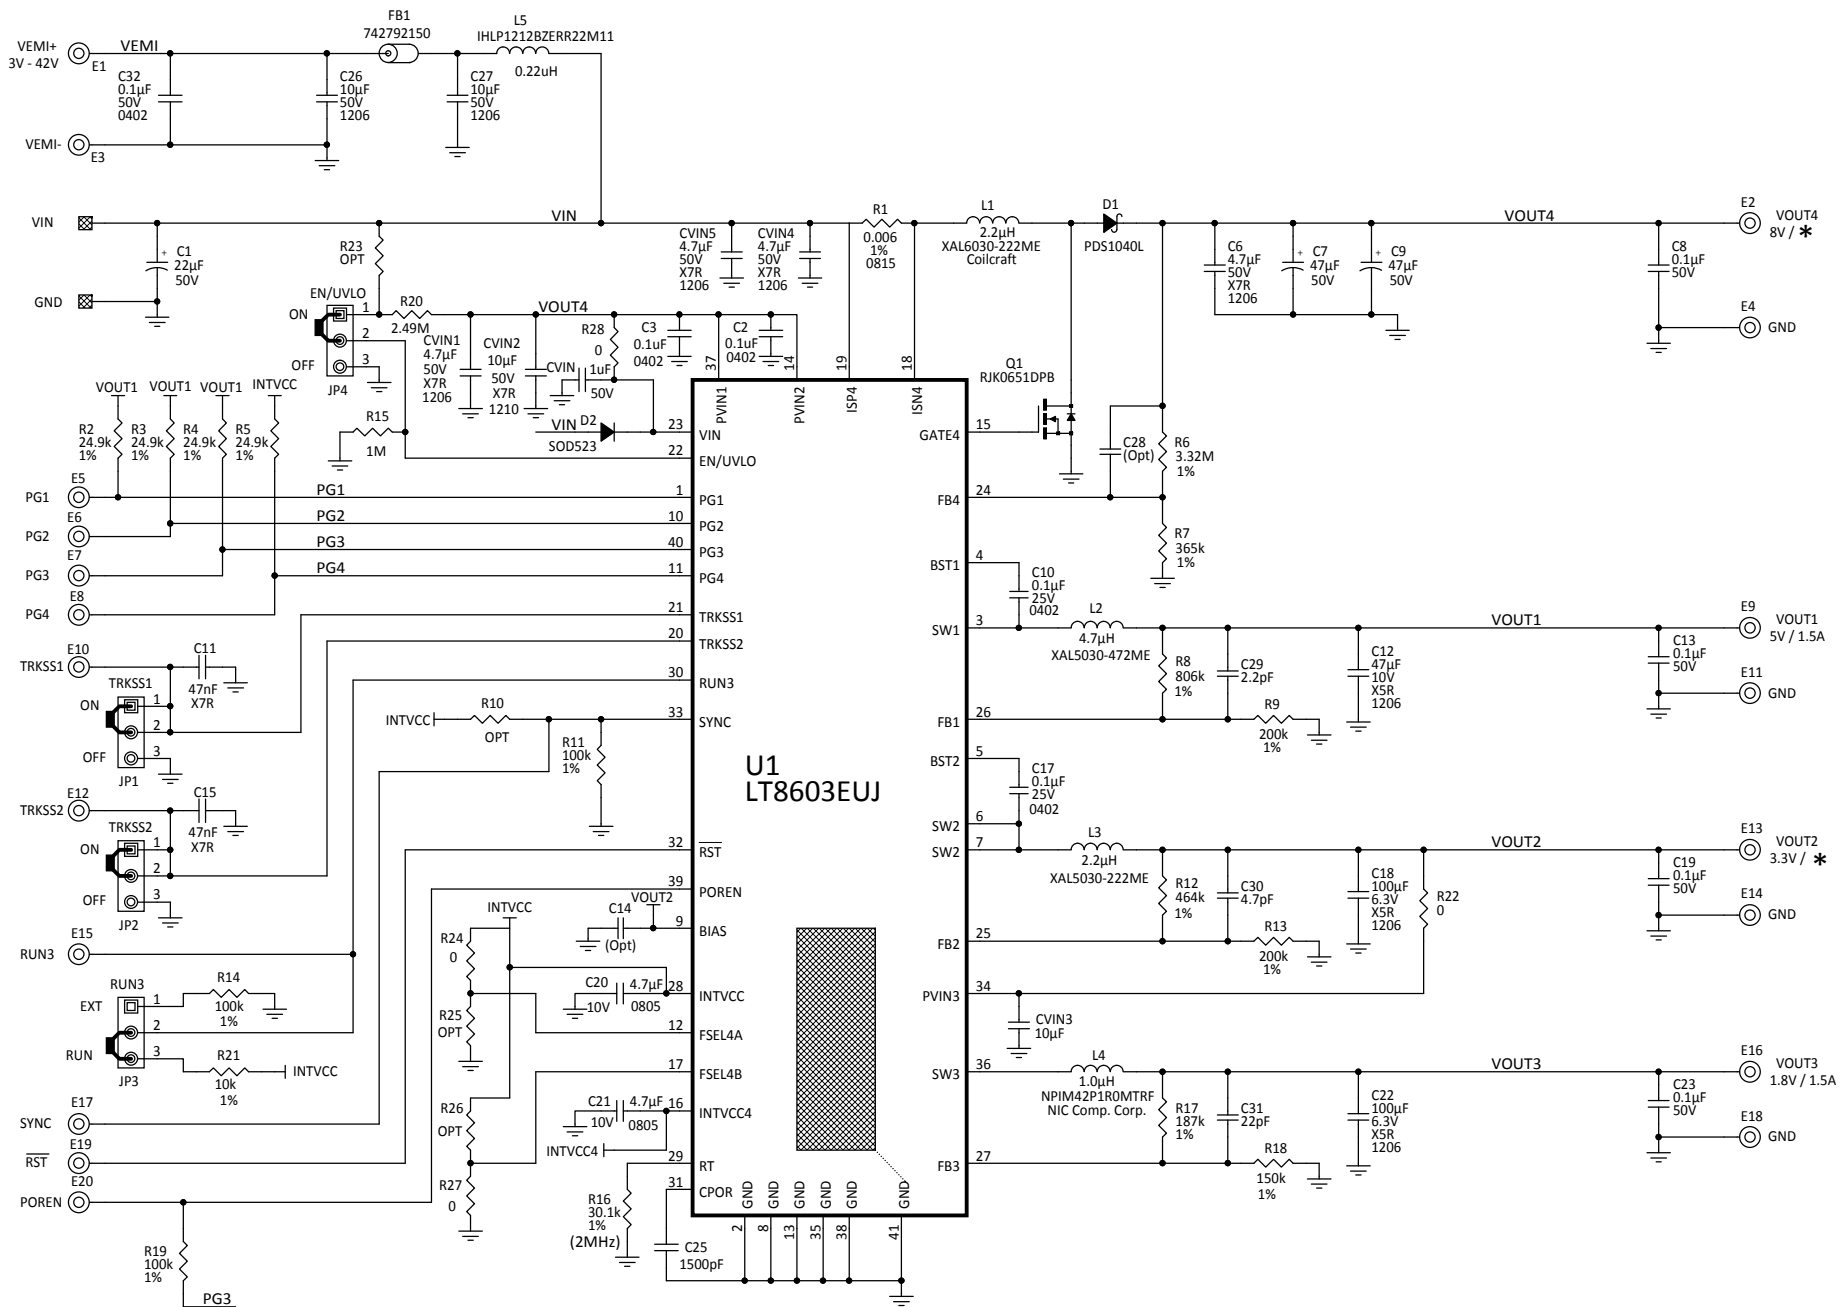 FB1
742792150
L5
IHLP1212BZERR22M11
0.22uH
VEMI+
3V - 42V
E1
VEMI
C32
0.1µF
50V
0402
C26
10µF
50V
1206
C27
10µF
50V
1206
VEMI-
E3
VIN
VIN
C1
22µF
50V
+
GND
R23
OPT
CVIN5
4.7µF
50V
X7R
1206
CVIN4
4.7µF
50V
X7R
1206
R1
0.006
1%
0815
L1
2.2µH
XAL6030-222ME
Coilcraft
D1
PDS1040L
VOUT4
C6
4.7µF
50V
X7R
1206
C7
47µF
50V
+
C9
47µF
50V
+
C8
0.1µF
50V
E2
VOUT4
8V / *
E4
GND
EN/UVLO
ON
1
2
OFF
3
JP4
R20
2.49M
VOUT4
CVIN1
4.7µF
50V
X7R
1206
CVIN2
10µF
50V
X7R
1210
R28
0
CVIN
1uF
50V
C3
0.1uF
0402
C2
0.1uF
0402
VIN
D2
SOD523
R15
1M
37
14
19
18
PVIN1
PVIN2
ISP4
ISN4
Q1
RJK0651DPB
15
GATE4
C28
(Opt)
R6
3.32M
1%
24
FB4
R7
365k
1%
VOUT1
VOUT1
VOUT1
INTVCC
R2
24.9k
1%
R3
24.9k
1%
R4
24.9k
1%
R5
24.9k
1%
23
VIN
22
EN/UVLO
E5
PG1
PG1
1
PG1
E6
PG2
PG2
10
PG2
E7
PG3
PG3
40
PG3
E8
PG4
PG4
11
PG4
21
TRKSS1
20
TRKSS2
30
RUN3
33
SYNC
4
BST1
C10
0.1µF
25V
0402
3
SW1
L2
4.7µH
XAL5030-472ME
VOUT1
R8
806k
1%
C29
2.2pF
C12
47µF
10V
X5R
1206
C13
0.1µF
50V
E9
VOUT1
5V / 1.5A
E11
GND
26
FB1
R9
200k
1%
E10
TRKSS1
C11
47nF
X7R
TRKSS1
ON
1
2
OFF
3
JP1
INTVCC
R10
OPT
R11
100k
1%
U1
LT8603EUJ
5
BST2
C17
0.1µF
25V
0402
6
SW2
7
SW2
L3
2.2µH
XAL5030-222ME
VOUT2
R12
464k
1%
C30
4.7pF
C18
100µF
6.3V
X5R
1206
R22
0
C19
0.1µF
50V
E13
VOUT2
3.3V / *
E14
GND
25
FB2
R13
200k
1%
E12
TRKSS2
C15
47nF
X7R
TRKSS2
ON
1
2
OFF
3
JP2
32
RST
39
POREN
VOUT2
C14
(Opt)
9
BIAS
INTVCC
R24
0
R25
OPT
C20
10V
4.7µF
0805
28
INTVCC
12
FSEL4A
17
FSEL4B
R26
OPT
R27
0
C21
10V
4.7µF
0805
16
INTVCC4
INTVCC4
29
RT
31
CPOR
R16
30.1k
1%
(2MHz)
C25
1500pF
GND
GND
GND
GND
GND
GND
2
8
13
35
38
41
34
PVIN3
CVIN3
10µF
36
SW3
L4
1.0µH
NPIM42P1R0MTRF
NIC Comp. Corp.
VOUT3
R17
187k
1%
C31
22pF
C22
100µF
6.3V
X5R
1206
C23
0.1µF
50V
E16
VOUT3
1.8V / 1.5A
E18
GND
27
FB3
R18
150k
1%
E15
RUN3
RUN3
EXT
1
2
RUN
3
JP3
R14
100k
1%
R21
10k
1%
INTVCC
E17
SYNC
E19
RST
E20
POREN
R19
100k
1%
PG3